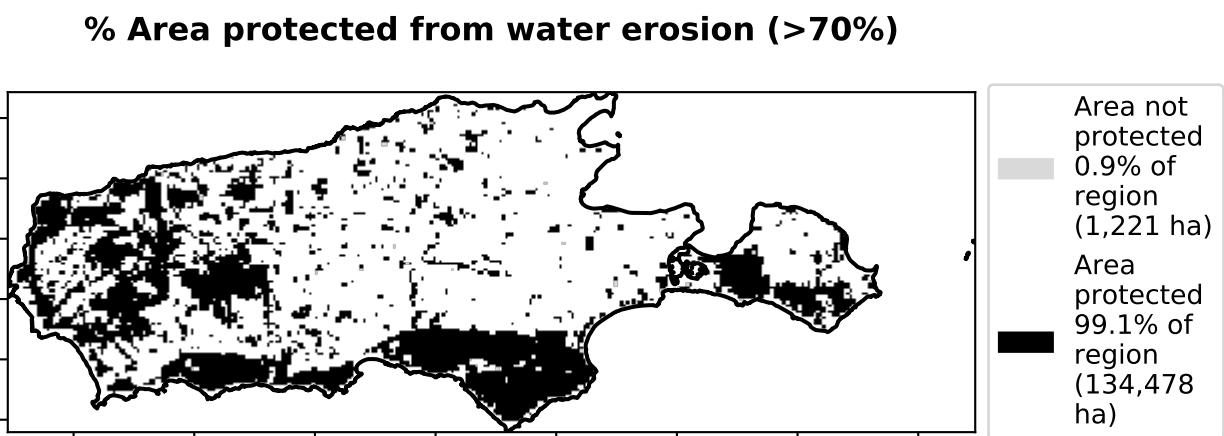 % Area protected from water erosion (>70%)
Area not
protected
0.9% of
region
(1,221 ha)
Area
protected
99.1% of
region
(134,478
ha)